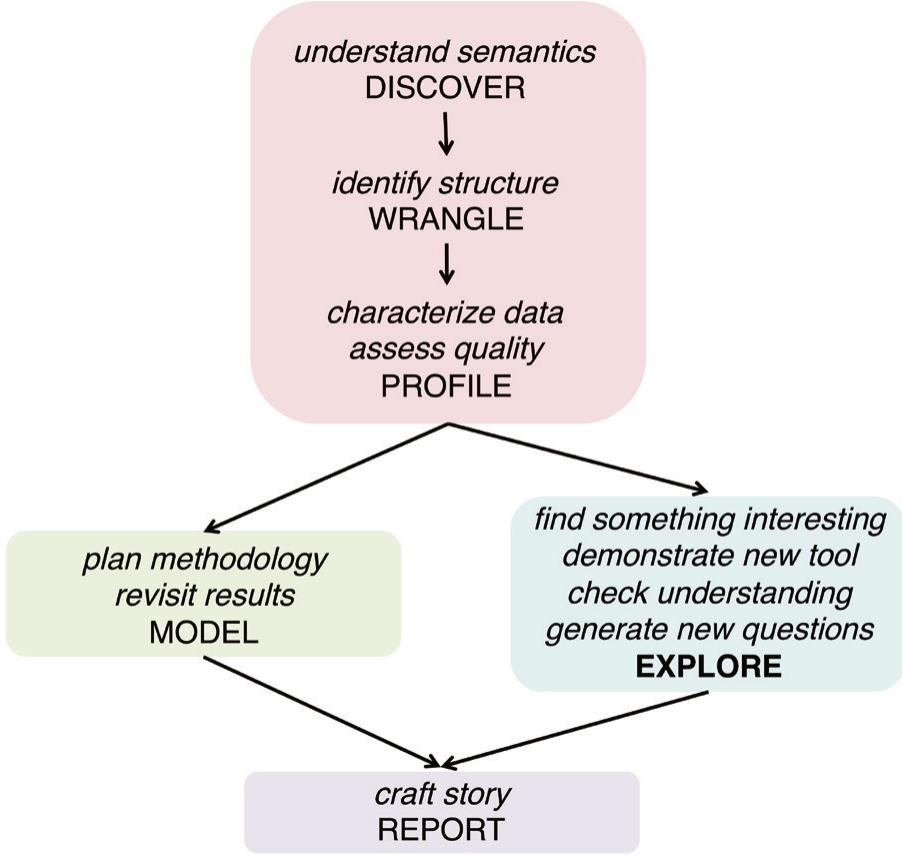 understand semantics
DISCOVER
identify structure
WRANGLE
characterize data
assess quality
PROFILE
plan methodology
revisit results
MODEL
find something interesting
demonstrate new tool
check understanding
generate new questions
EXPLORE
craft story
REPORT